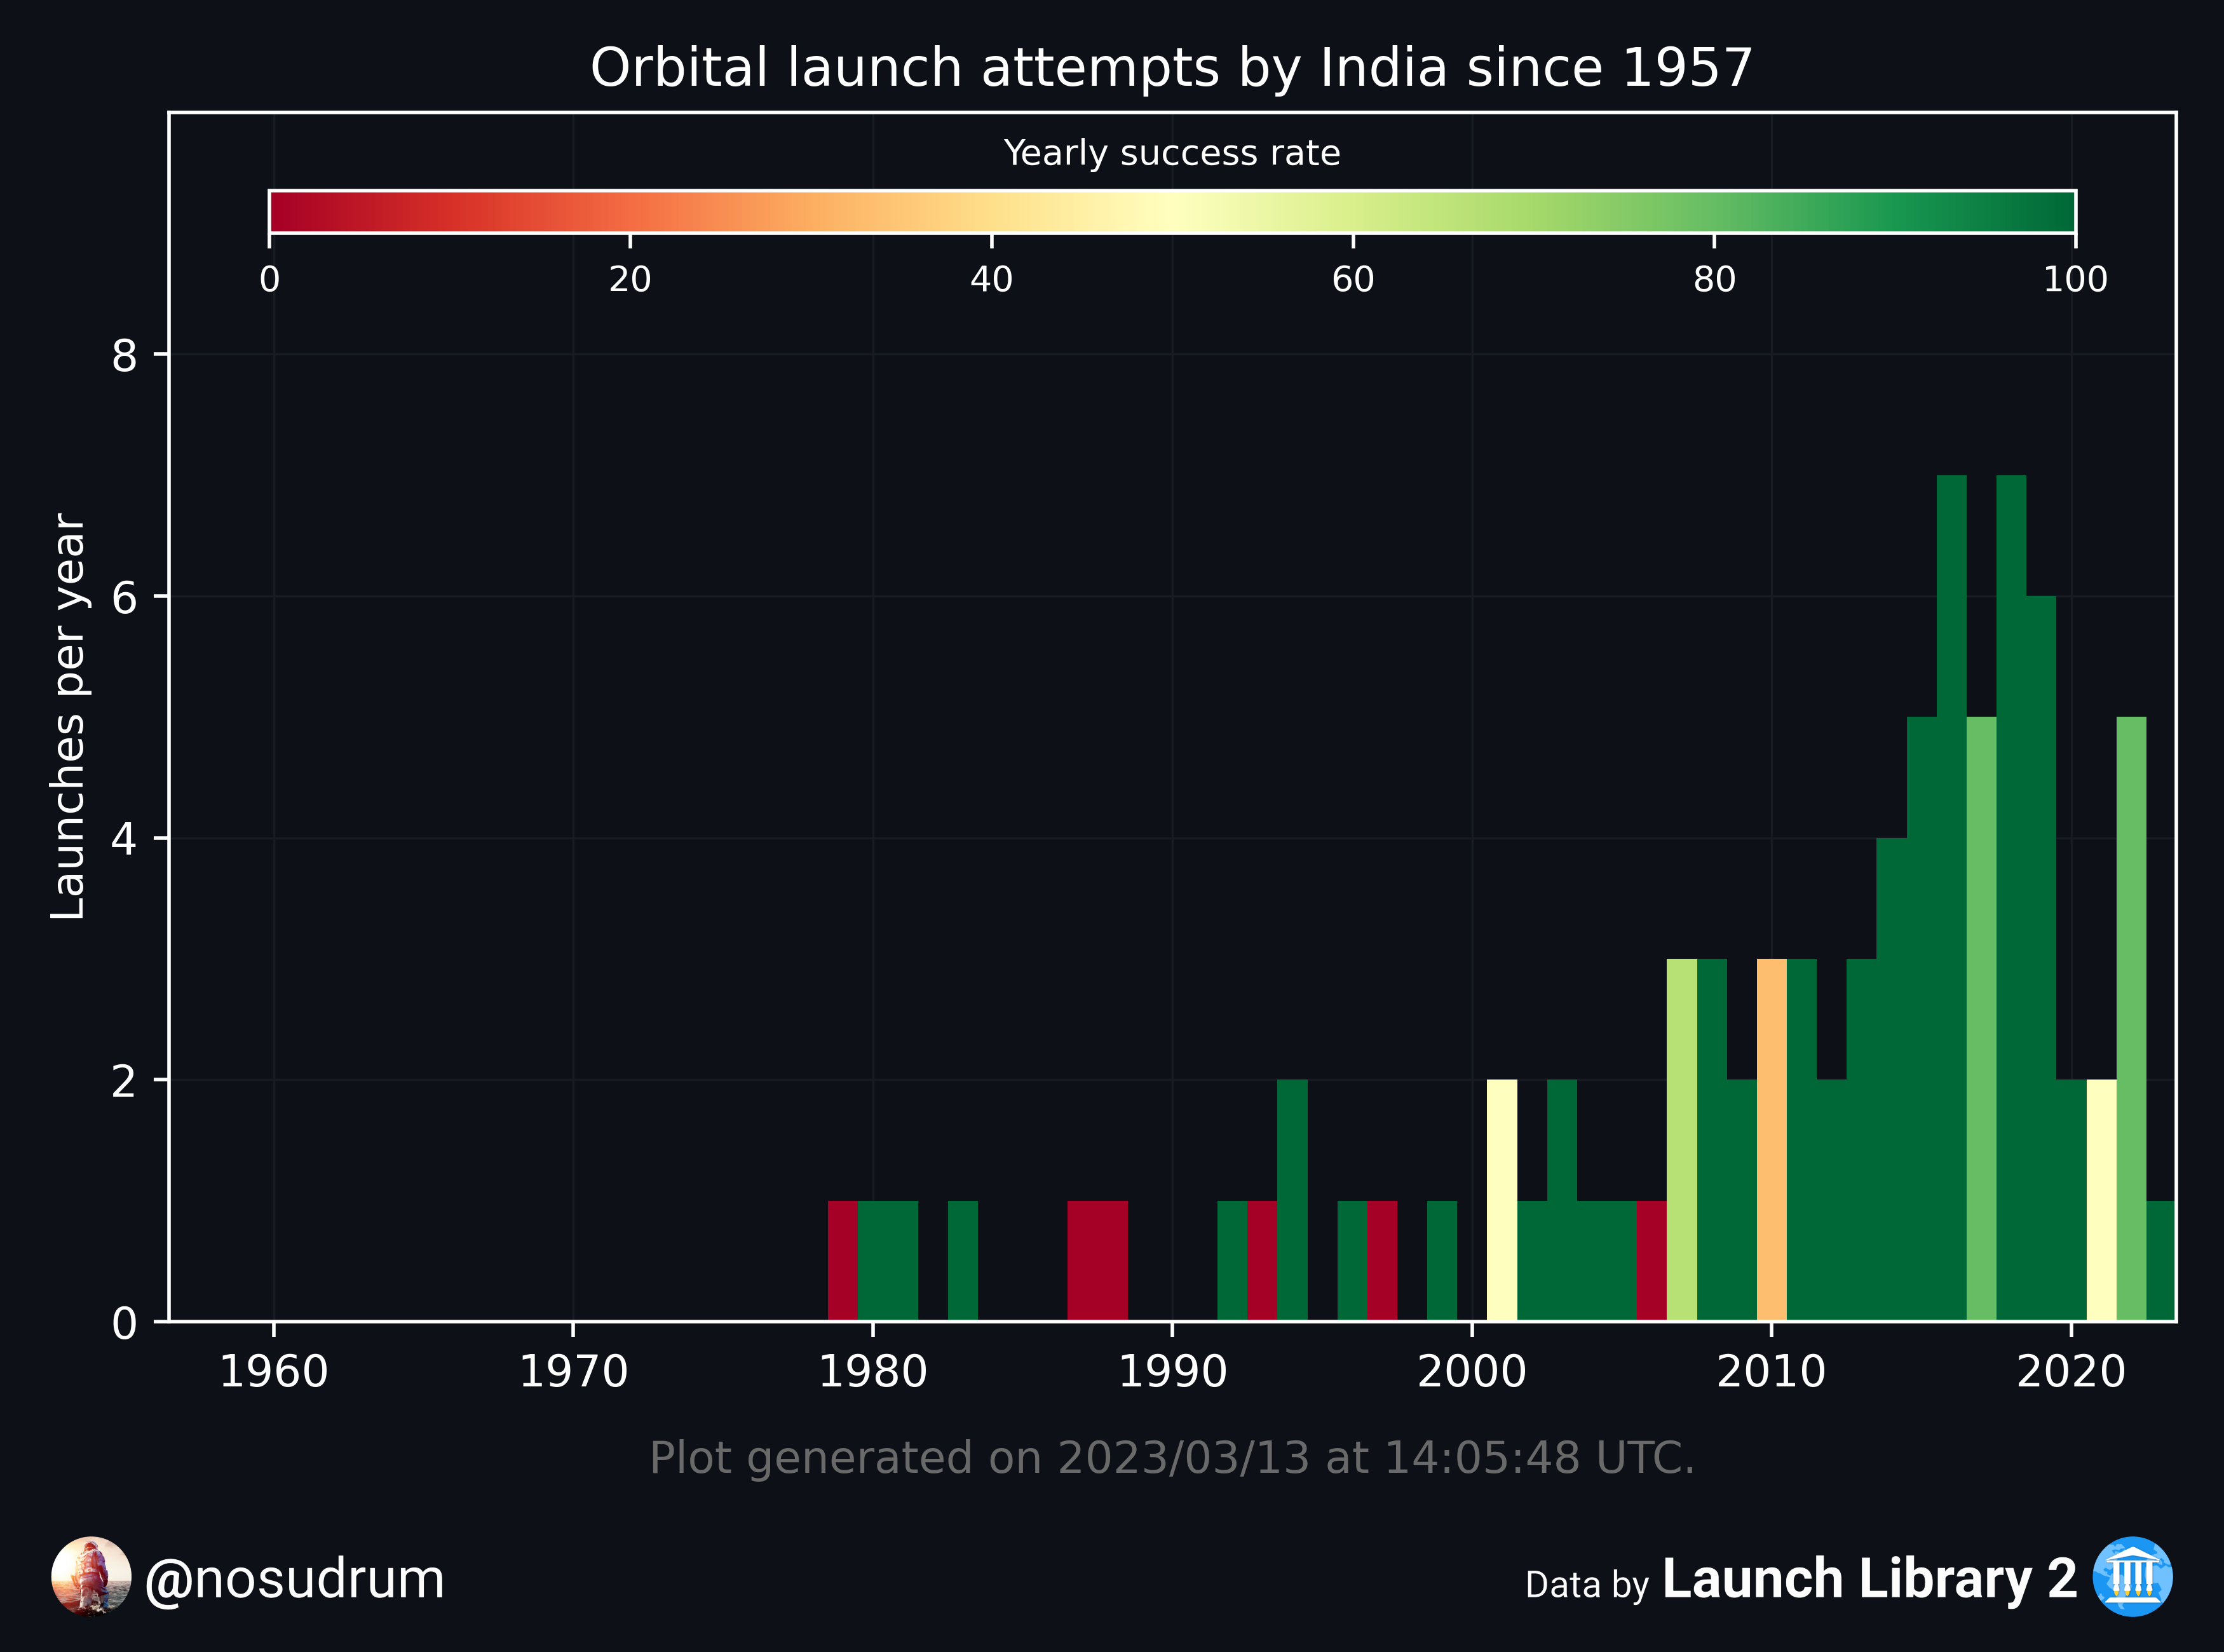 Orbital launch attempts by India since 1957
Yearly success rate
0 20 40 60 80 100
Launches per year
8
6
4
2
0
1960 1970 1980 1990 2000 2010 2020
Plot generated on 2023/03/13 at 14:05:48 UTC.
@nosudrum
Data by Launch Library 2